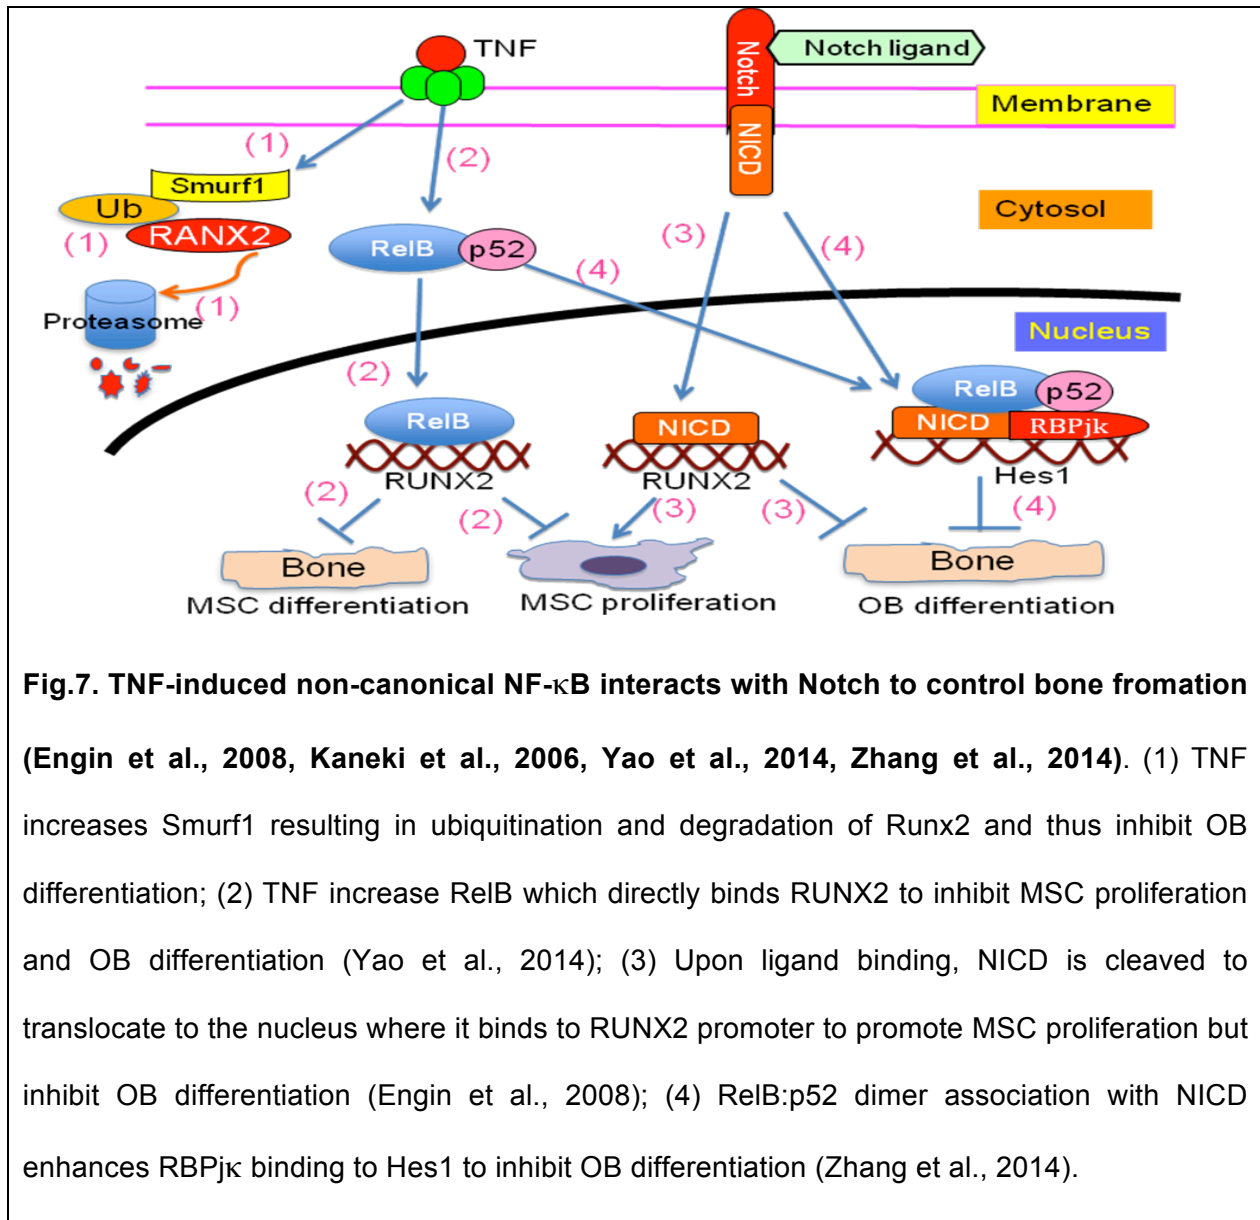 TNF
Notch ligand
Notch
Membrane
NICD
(1)
(2)
Smurf1
Ub
Cytosol
(1)
RANX2
RelB
p52
(3)
(4)
(4)
(1)
Proteasome
Nucleus
(2)
RelB
p52
RelB
NICD
NICD
RBPjk
RUNX2
RUNX2
Hes1
(2)
(2)
(3)
(3)
(4)
Bone
Bone
MSC differentiation
MSC proliferation
OB differentiation
Fig.7. TNF-induced non-canonical NF-κB interacts with Notch to control bone fromation
(Engin et al., 2008, Kaneki et al., 2006, Yao et al., 2014, Zhang et al., 2014). (1) TNF
increases Smurf1 resulting in ubiquitination and degradation of Runx2 and thus inhibit OB
differentiation; (2) TNF increase RelB which directly binds RUNX2 to inhibit MSC proliferation
and OB differentiation (Yao et al., 2014); (3) Upon ligand binding, NICD is cleaved to
translocate to the nucleus where it binds to RUNX2 promoter to promote MSC proliferation but
inhibit OB differentiation (Engin et al., 2008); (4) RelB:p52 dimer association with NICD
enhances RBPjκ binding to Hes1 to inhibit OB differentiation (Zhang et al., 2014).